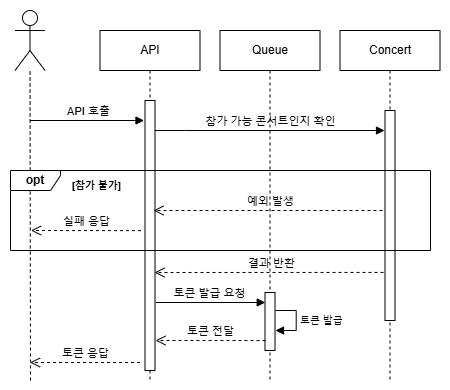 API
Queue
Concert
API 호출
참가 가능 콘서트인지 확인
opt
[참가 불가]
예외 발생
실패 응답
결과 반환
토큰 발급 요청
토큰 발급
토큰 전달
토큰 응답